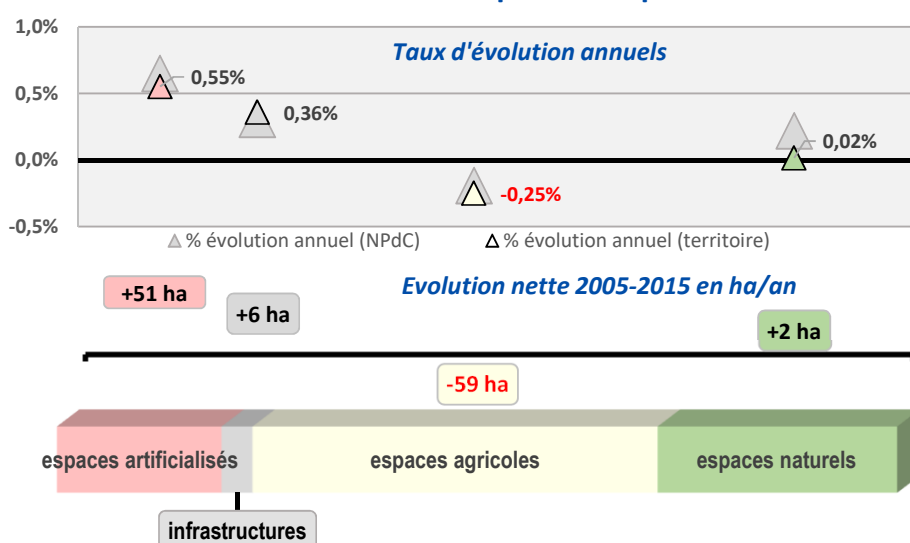 1,0%
Taux d'évolution annuels
0,5%
0,55%
0,36%
0,0%
0,02%
-0,25%
-0,5%
% évolution annuel (NPdC)
% évolution annuel (territoire)
Evolution nette 2005-2015 en ha/an
+51 ha
+6 ha
+2 ha
-59 ha
espaces artificialisés
espaces agricoles
espaces naturels
infrastructures